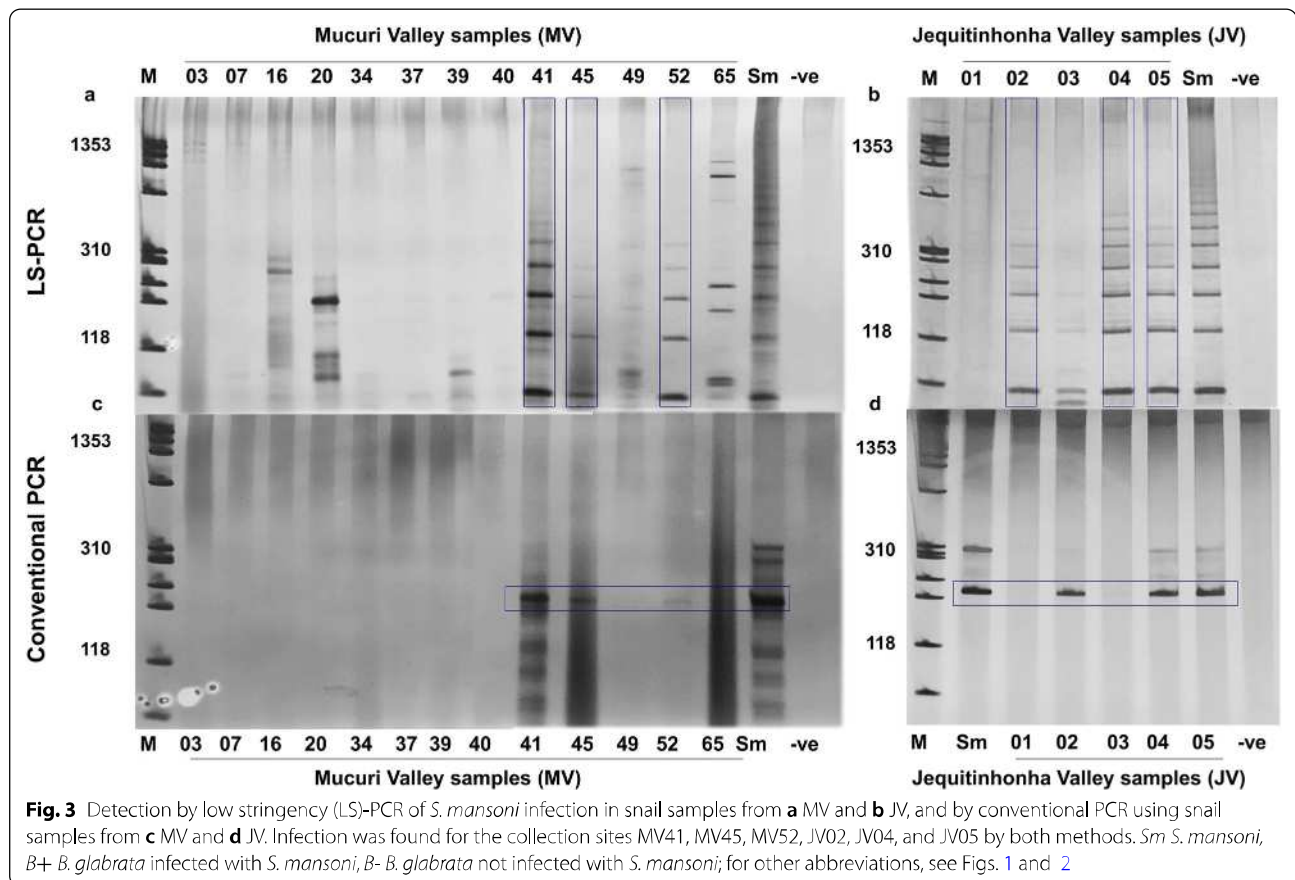 Mucuri Valley samples (MV)
Jequitinhonha Valley samples (JV)
M 03 07 16 20 34 37 39 40 41 45 49 52 65 Sm -ve
M 01 02 03 04 05 Sm -ve
a
b
1353
310
118
1353
310
118
LS-PCR
c
d
1353
310
118
1353
310
118
Conventional PCR
M 03 07 16 20 34 37 39 40 41 45 49 52 65 Sm -ve
M Sm 01 02 03 04 05 -ve
Mucuri Valley samples (MV)
Jequitinhonha Valley samples (JV)
Fig. 3 Detection by low stringency (LS)-PCR of S. mansoni infection in snail samples from a MV and b JV, and by conventional PCR using snail
samples from c MV and d JV. Infection was found for the collection sites MV41, MV45, MV52, JV02, JV04, and JV05 by both methods. Sm S. mansoni,
B+ B. glabrata infected with S. mansoni, B- B. glabrata not infected with S. mansoni; for other abbreviations, see Figs. 1 and 2